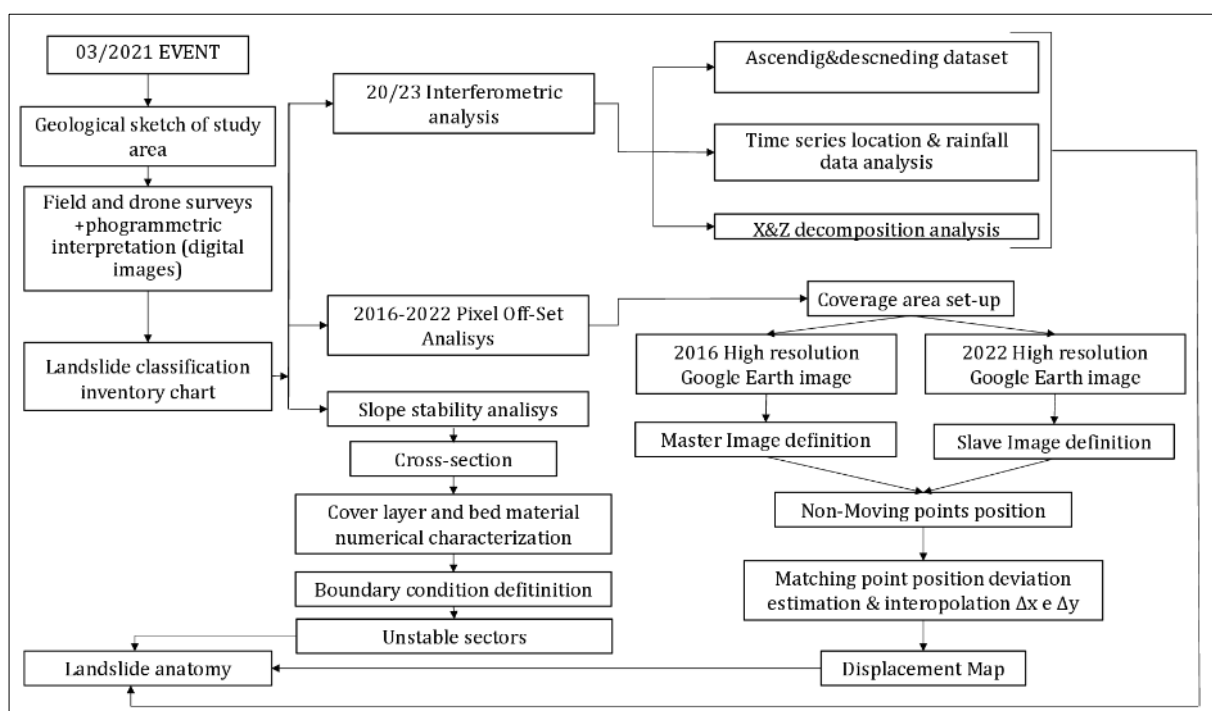 03/2021 EVENT
Geological sketch of study
area
Field and drone surveys
+phogrammetric
interpretation (digital
images)
Landslide classification
inventory chart
20/23 Interferometric
analysis
Ascendig&descneding dataset
Time series location & rainfall
data analysis
X&Z decomposition analysis
2016-2022 Pixel Off-Set
Analisys
Coverage area set-up
2016 High resolution
Google Earth image
2022 High resolution
Google Earth image
Master Image definition
Slave Image definition
Non-Moving points position
Matching point position deviation
estimation & interopolation Δx e Δy
Displacement Map
Slope stability analisys
Cross-section
Cover layer and bed material
numerical characterization
Boundary condition defitinition
Unstable sectors
Landslide anatomy